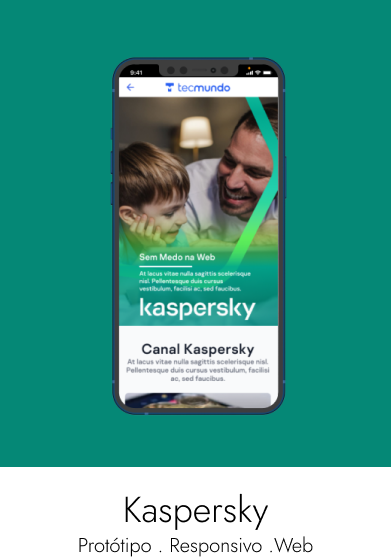 9:41
tecmundo
Sem Medo na Web
At lacus vitae nulla sagittis scelerisque
nisl. Pellentesque duis cursus
vestibulum, facilisi ac, sed faucibus.
kaspersky
Canal Kaspersky
At lacus vitae nulla sagittis scelerisque nisl.
Pellentesque duis cursus vestibulum, facilisi
ac, sed faucibus.
Kaspersky
Protótipo . Responsivo .Web